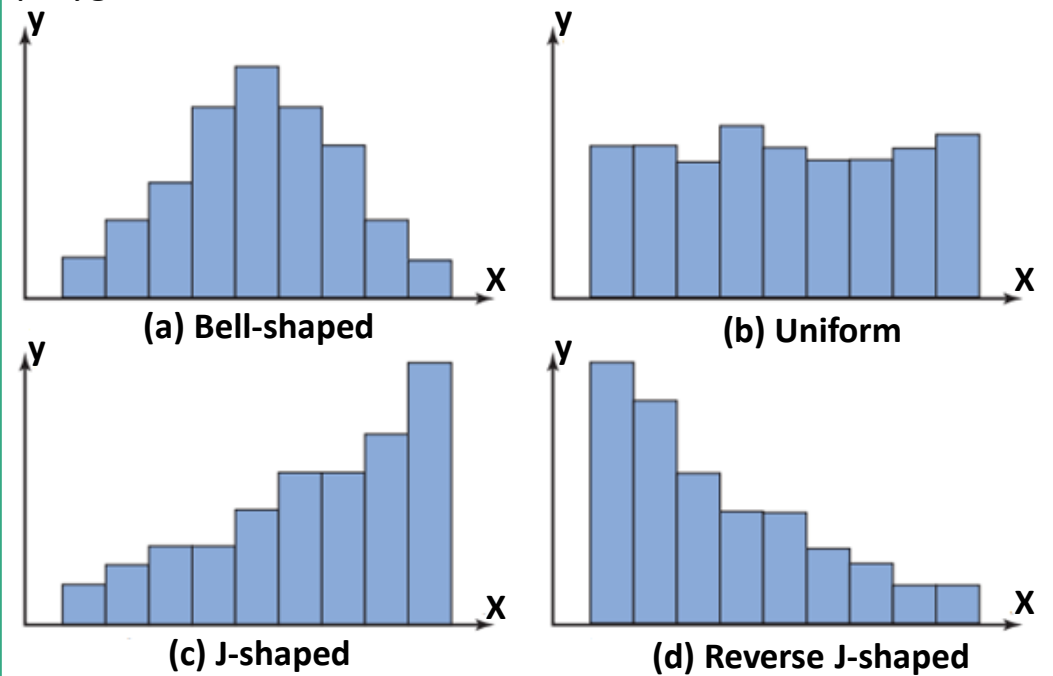 y
y
X
X
(a) Bell-shaped
(b) Uniform
y
y
X
X
(c) J-shaped
(d) Reverse J-shaped